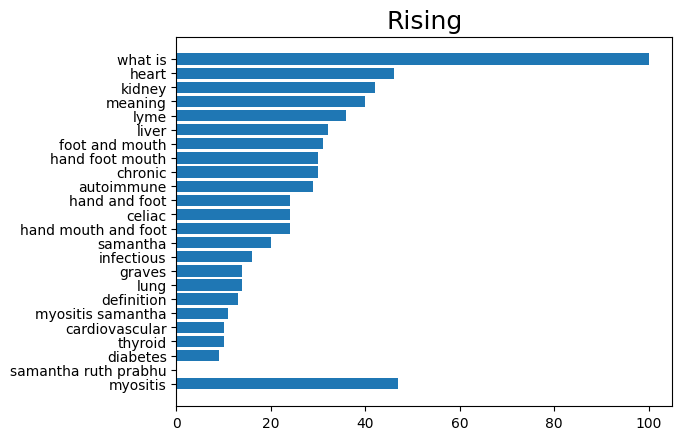 Rising
what is
heart
kidney
meaning
lyme
liver
foot and mouth
hand foot mouth
chronic
autoimmune
hand and foot
celiac
hand mouth and foot
samantha
infectious
graves
lung
definition
myositis samantha
cardiovascular
thyroid
diabetes
samantha ruth prabhu
myositis
0 20 40 60 80 100